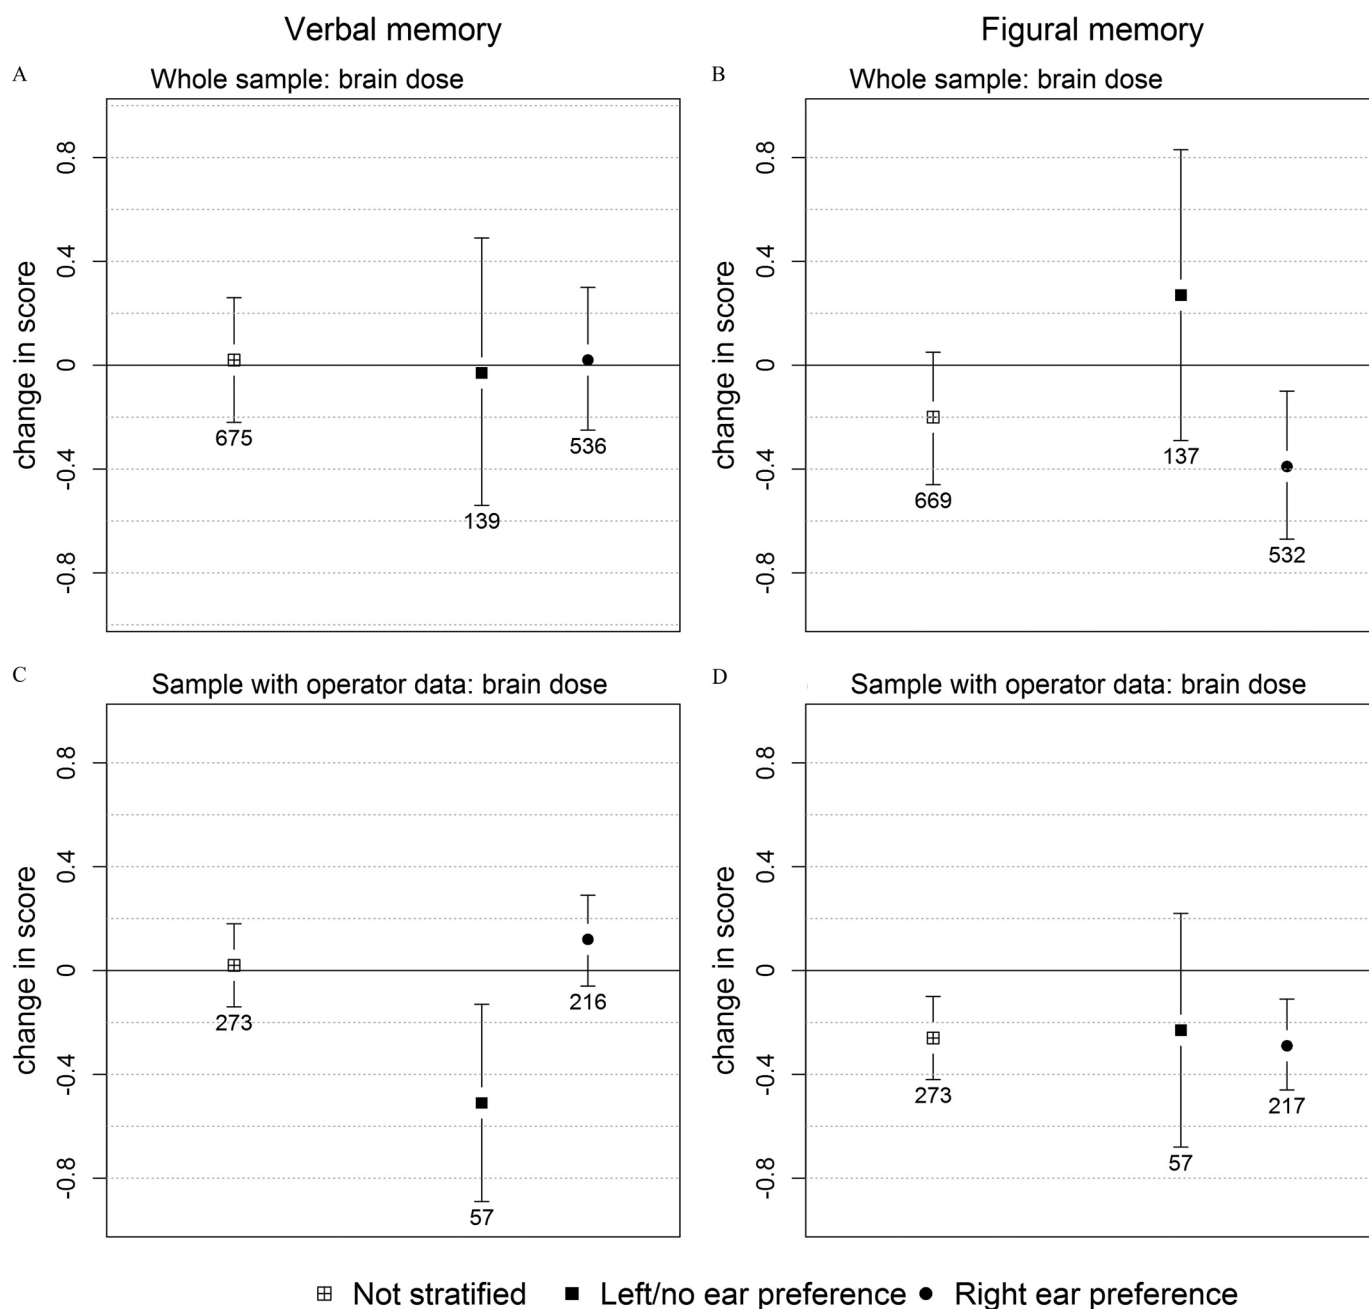 Verbal memory
Figural memory
A
Whole sample: brain dose
B
Whole sample: brain dose
change in score
0.8
0.4
0
-0.4
-0.8
675
139
536
change in score
0.8
0.4
0
-0.4
-0.8
669
137
532
C
Sample with operator data: brain dose
D
Sample with operator data: brain dose
change in score
0.8
0.4
0
-0.4
-0.8
273
57
216
change in score
0.8
0.4
0
-0.4
-0.8
273
57
217
Not stratified
Left/no ear preference
Right ear preference